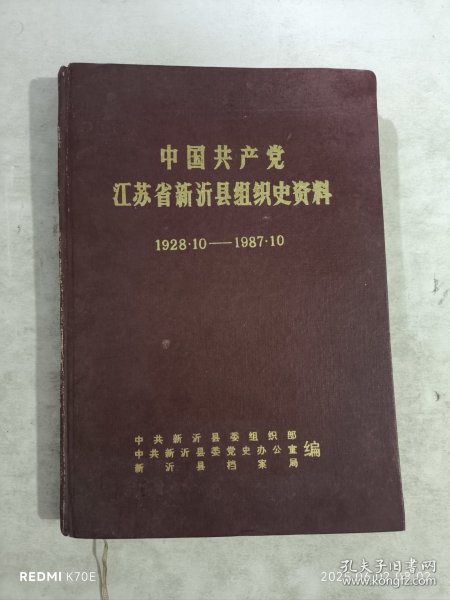 中国共产党
江苏省新沂县组织史资料
1928·10——1987·10
中共新沂县委组织部
中共新沂县委党史办公室
新沂县档案局
编
REDMI K70E
孔夫子旧书网